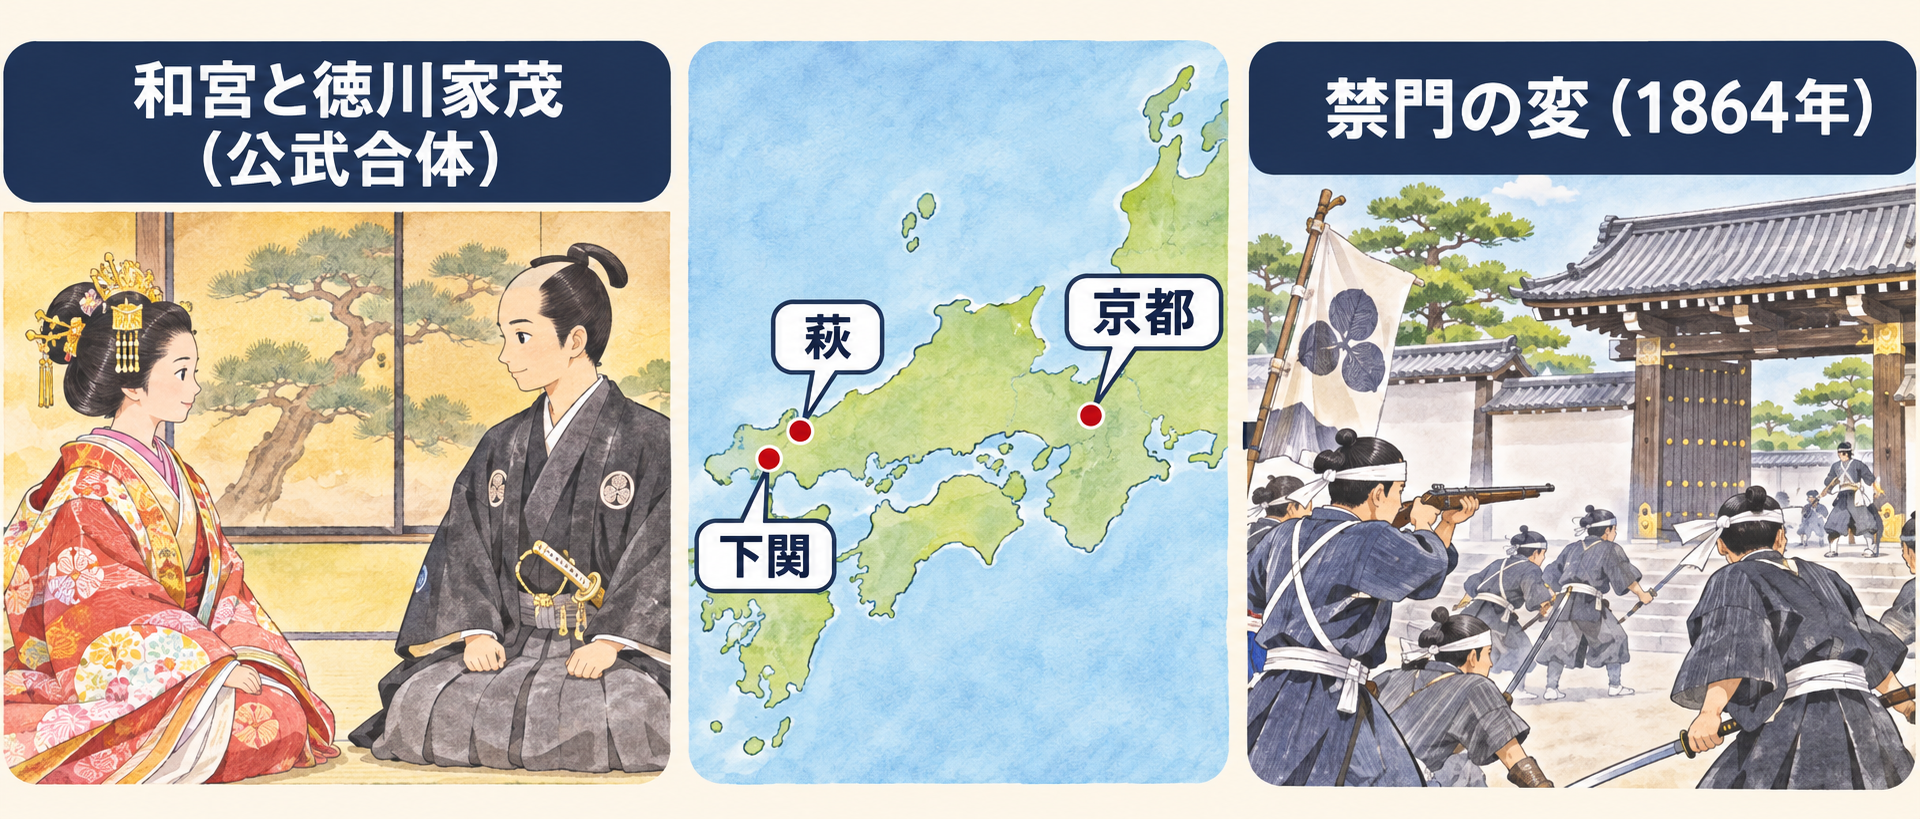 和宮と徳川家茂
（公武合体）
萩
京都
下関
禁門の変（1864年）